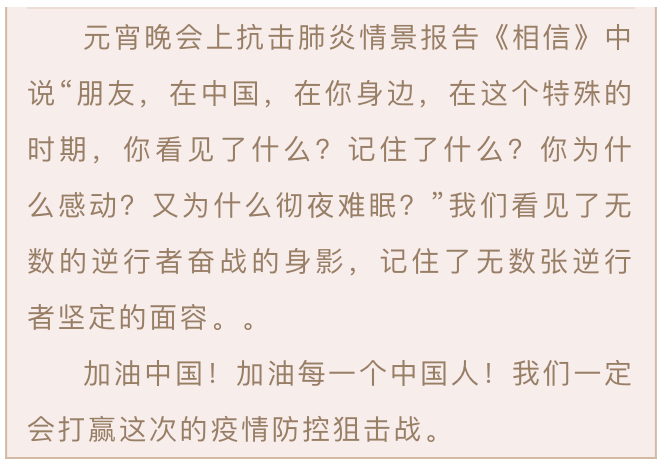 元宵晚会上抗击肺炎情景报告《相信》中
说“朋友，在中国，在你身边，在这个特殊的
时期，你看见了什么？记住了什么？你为什
么感动？又为什么彻夜难眠？”我们看见了无
数的逆行者奋战的身影，记住了无数张逆行
者坚定的面容。。
加油中国！加油每一个中国人！我们一定
会打赢这次的疫情防控狙击战。